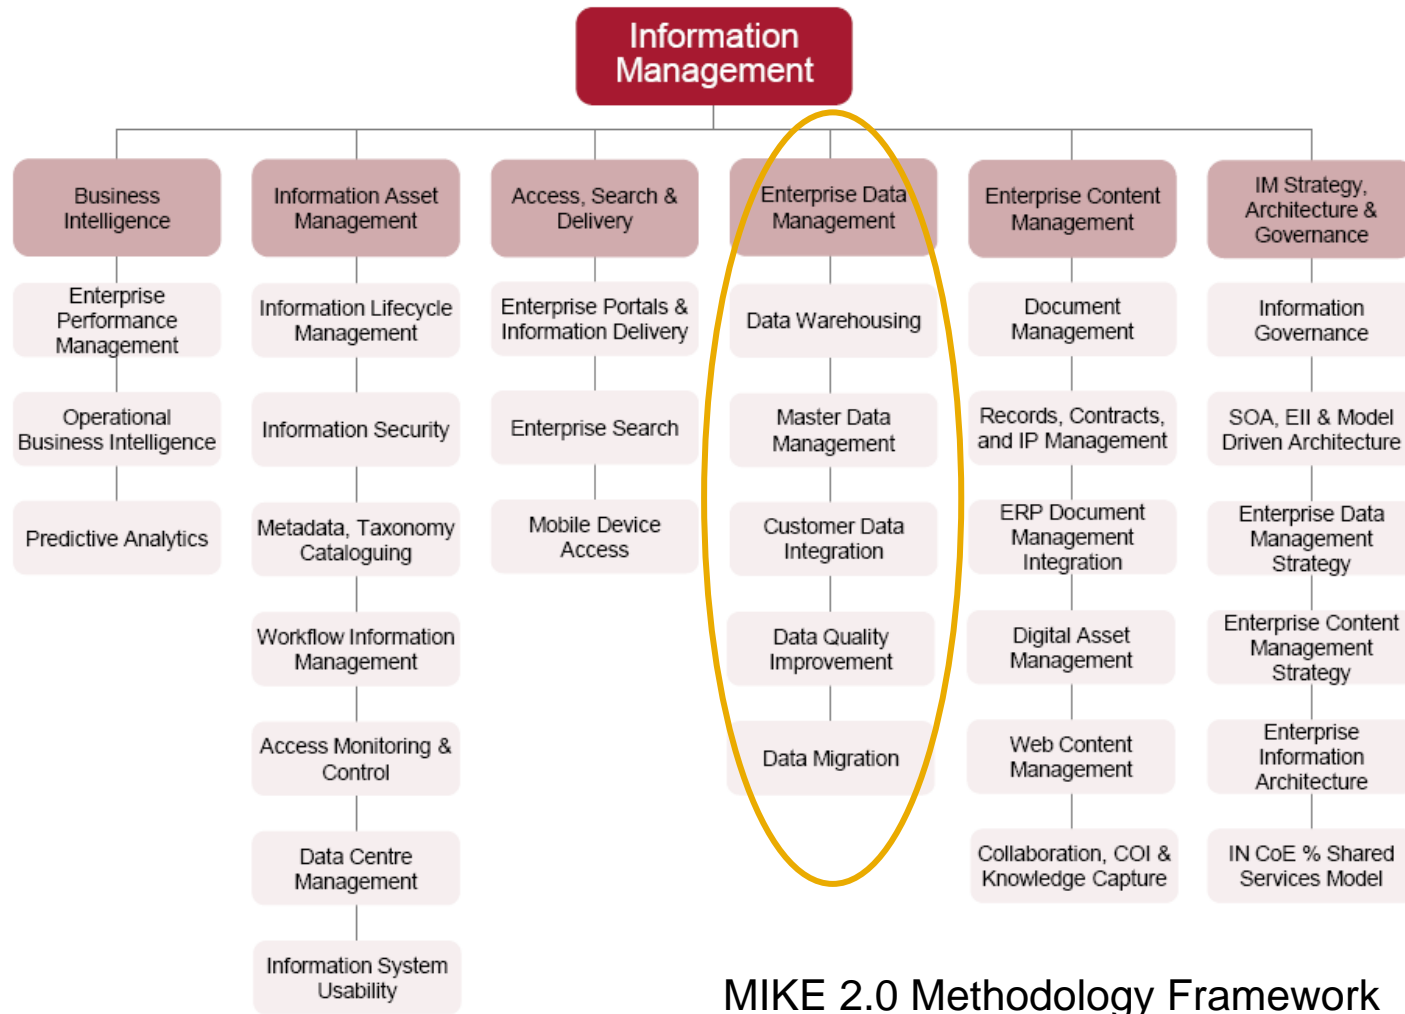 Information
Management
Business
Intelligence
Enterprise
Performance
Management
Operational
Business Intelligence
Predictive Analytics
Information Asset
Management
Information Lifecycle
Management
Information Security
Metadata, Taxonomy
Cataloguing
Workflow Information
Management
Access Monitoring &
Control
Data Centre
Management
Information System
Usability
Access, Search &
Delivery
Enterprise Portals &
Information Delivery
Enterprise Search
Mobile Device
Access
Enterprise Data
Management
Data Warehousing
Master Data
Management
Customer Data
Integration
Data Quality
Improvement
Data Migration
Enterprise Content
Management
Document
Management
Records, Contracts,
and IP Management
ERP Document
Management
Integration
Digital Asset
Management
Web Content
Management
Collaboration, COI &
Knowledge Capture
IM Strategy,
Architecture &
Governance
Information
Governance
SOA, EII & Model
Driven Architecture
Enterprise Data
Management
Strategy
Enterprise Content
Management
Strategy
Enterprise
Information
Architecture
IN CoE % Shared
Services Model
MIKE 2.0 Methodology Framework